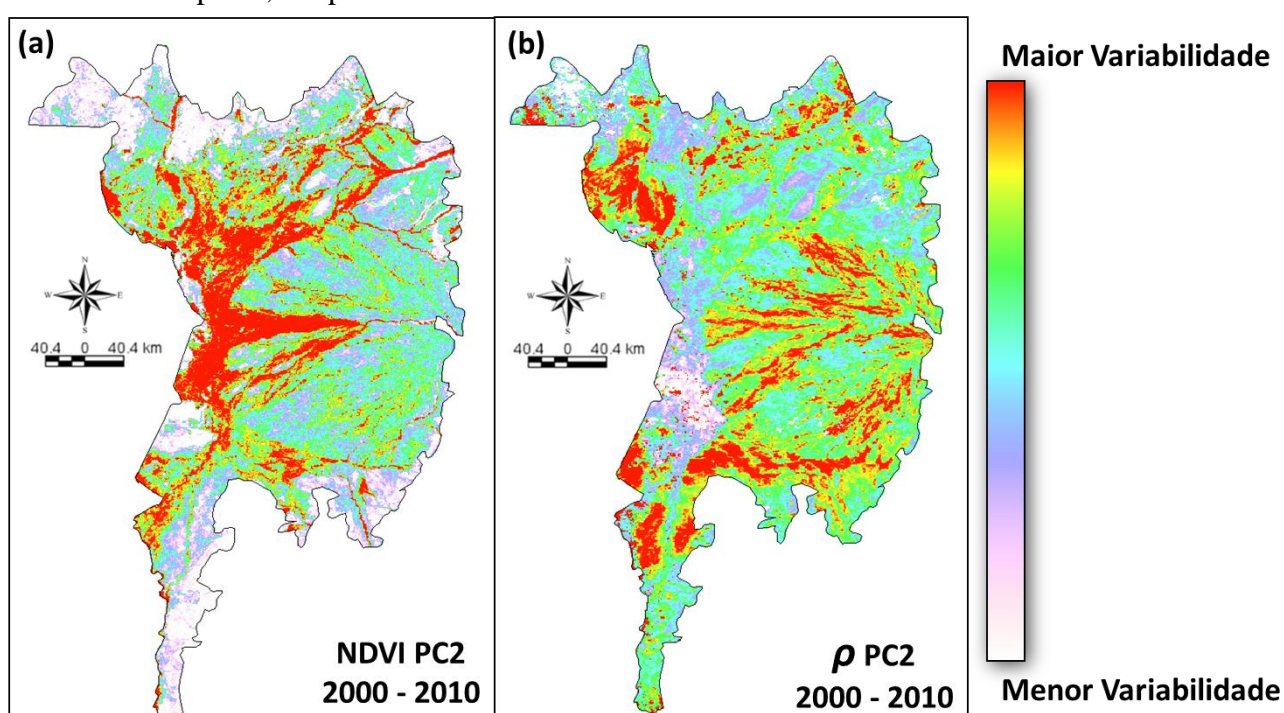 (a)
N
W E
S
40.4 0 40.4 km
NDVI PC2
2000 - 2010
(b)
N
W E
S
40.4 0 40.4 km
ρ PC2
2000 - 2010
Maior Variabilidade
Menor Variabilidade